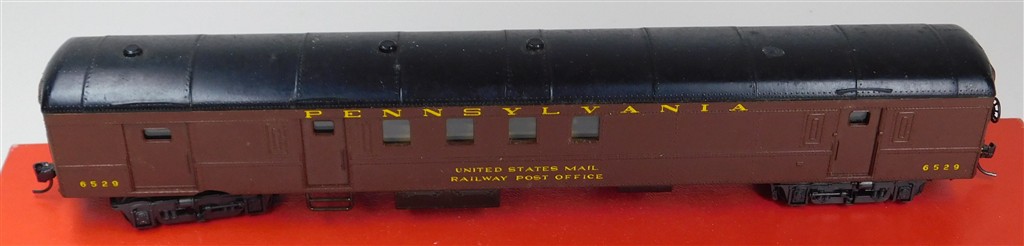 PENNSYLVANIA
UNITED STATES MAIL
RAILWAY POST OFFICE
6529 6529